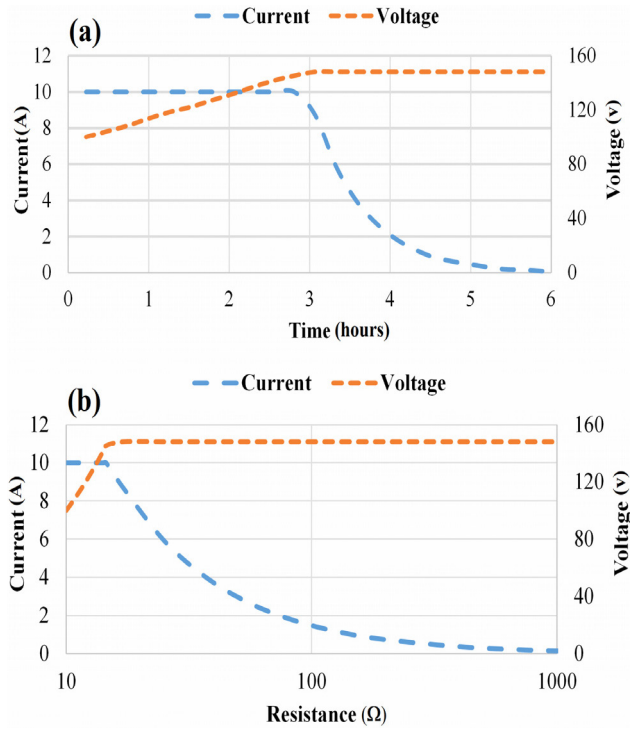 (a)
Current Voltage
12 160
10
120
8
6 80
4
40
2
0 0
Current(A)
Voltage (v)
0 1 2 3 4 5 6
Time (hours)
(b)
Current Voltage
12 160
10
120
8
6 80
4
40
2
0 0
Current (A)
Voltage (v)
10 100 1000
Resistance (Ω)